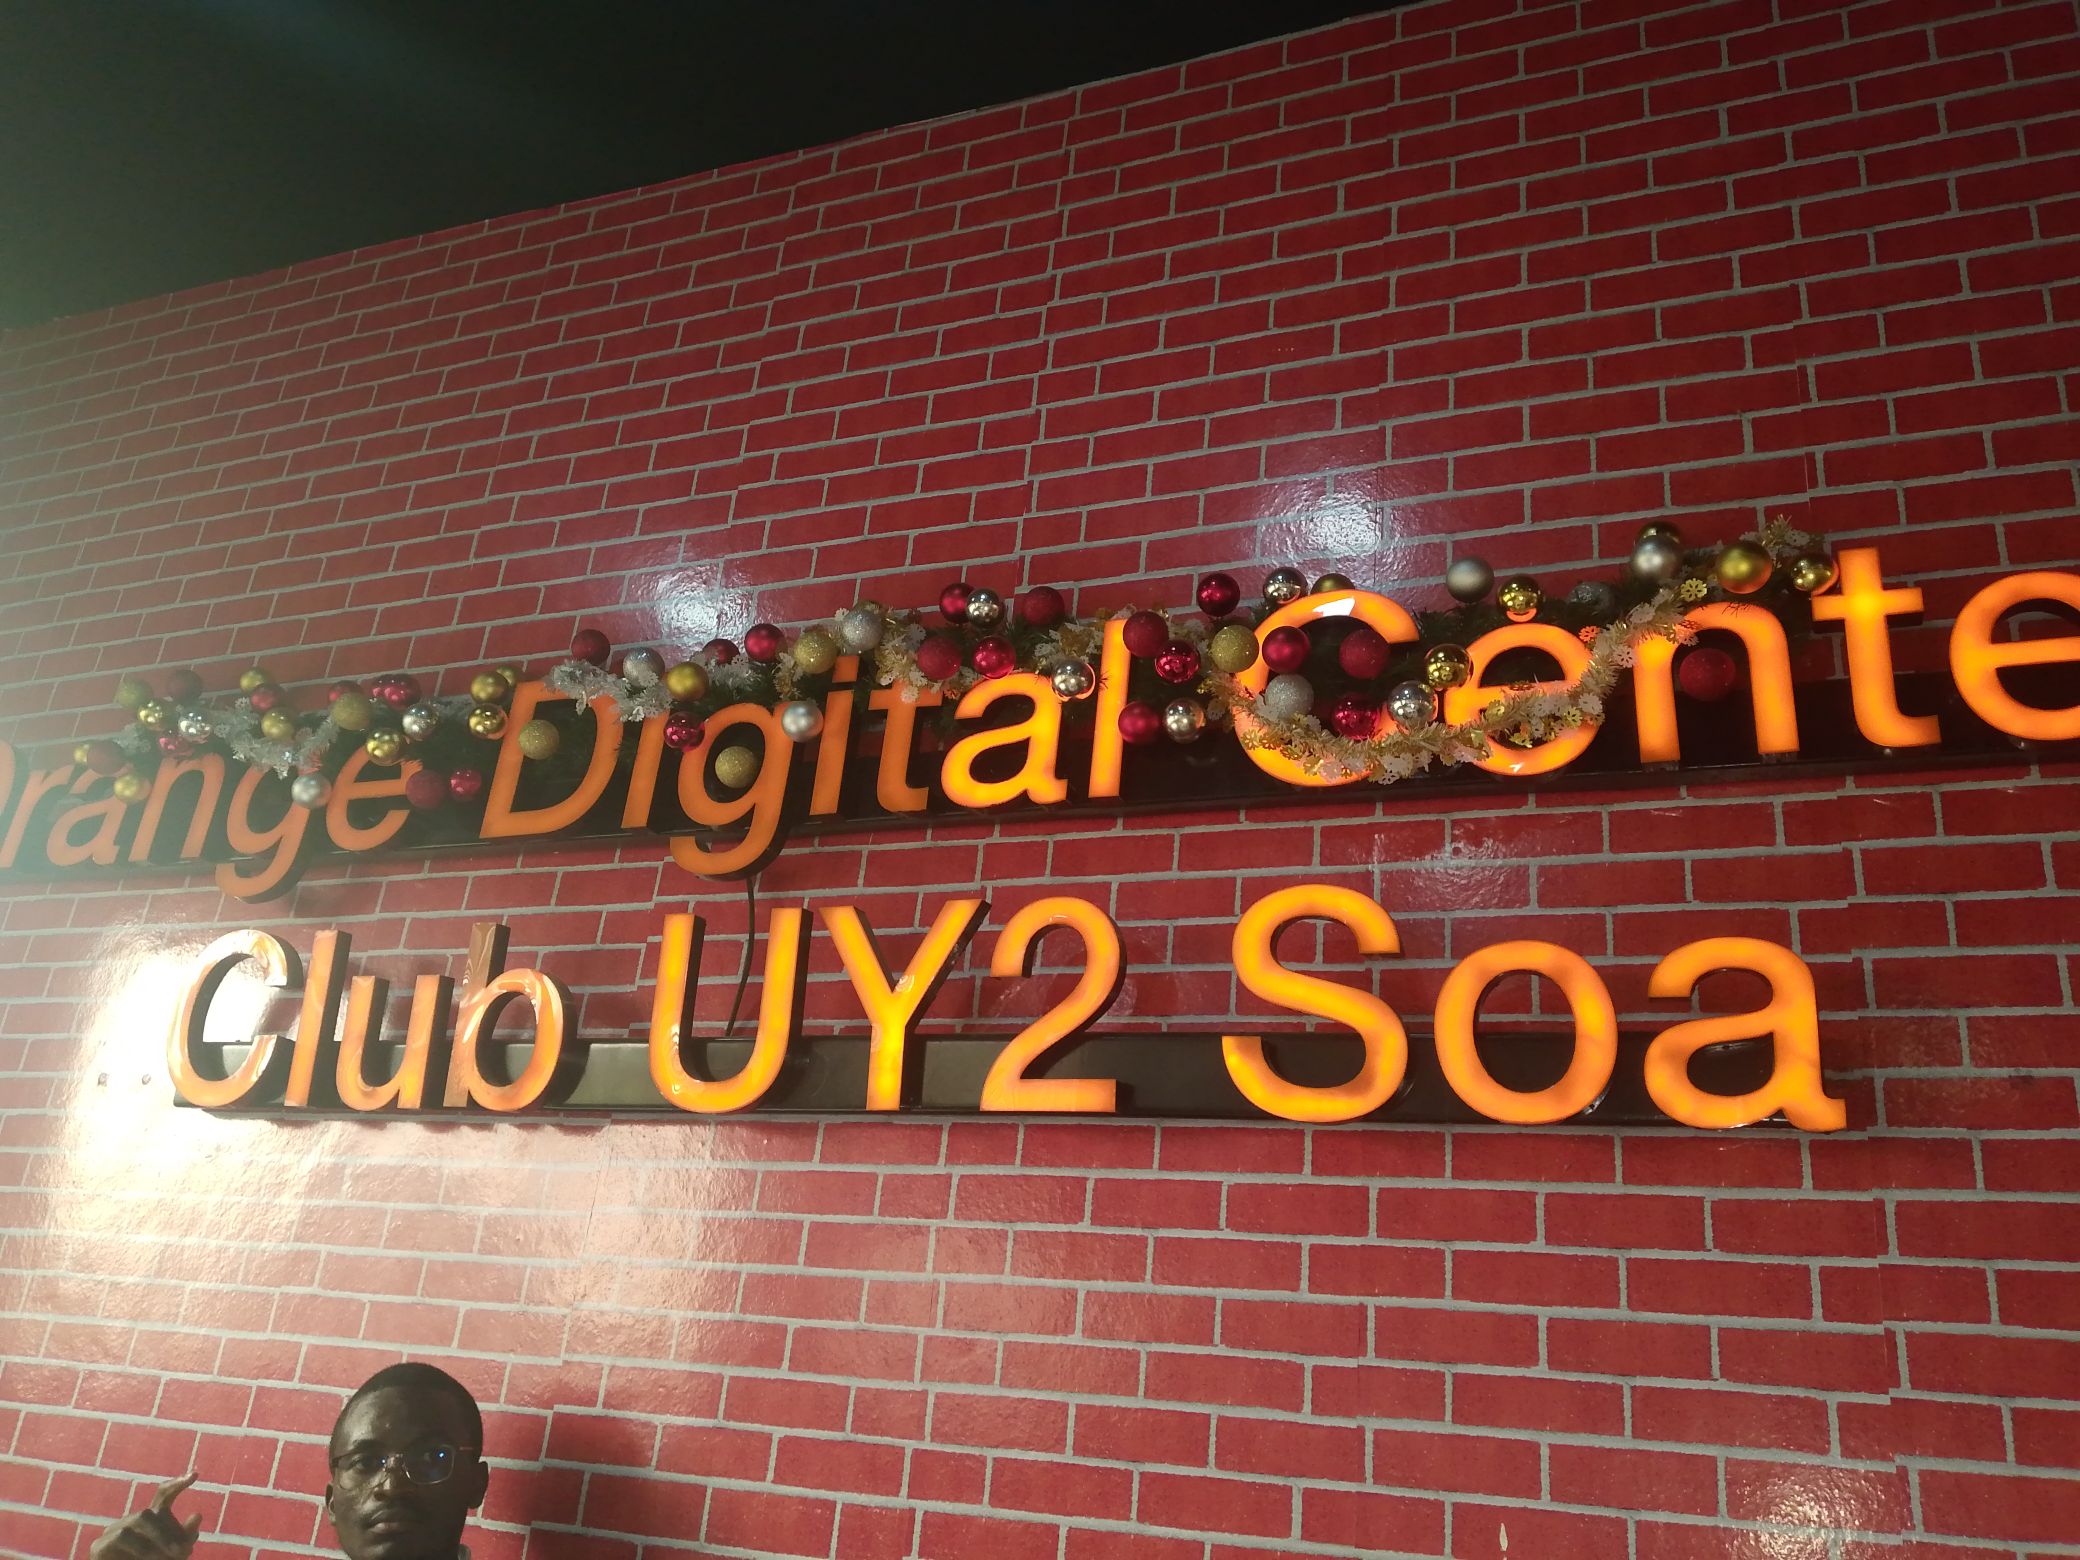 Orange Digital Cente
Club UY2 Soa